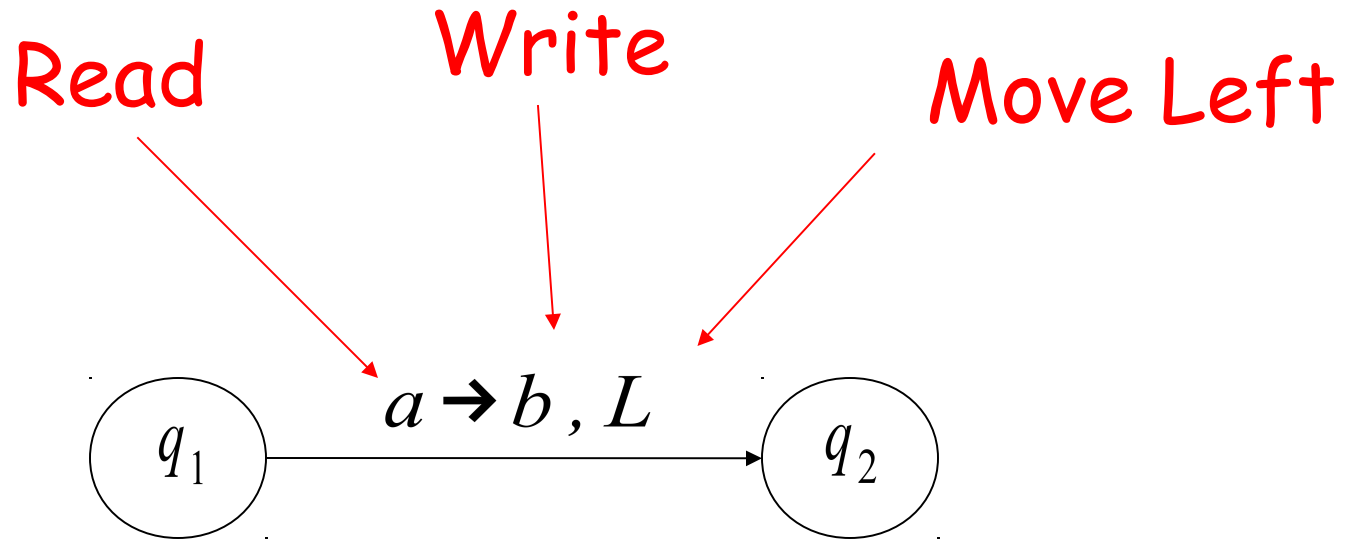 Read
Write
Move Left
a → b , L
q1
q2